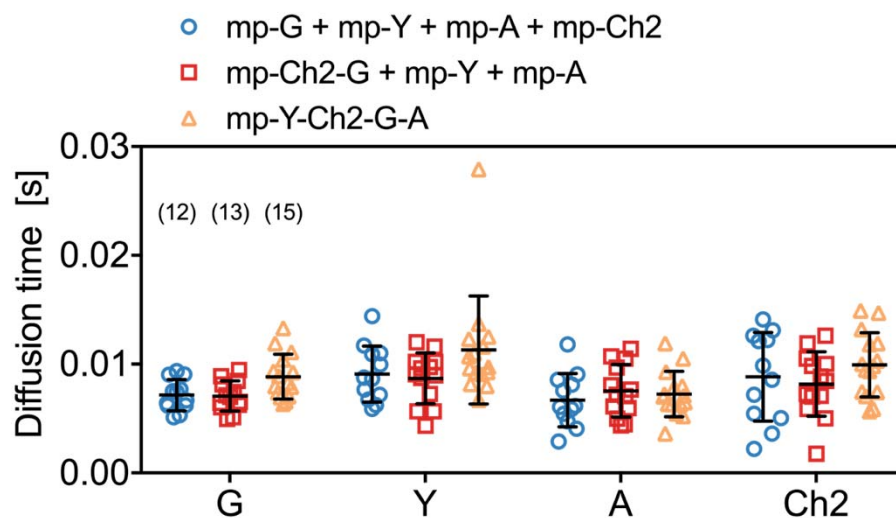 mp-G + mp-Y + mp-A + mp-Ch2
mp-Ch2-G + mp-Y + mp-A
mp-Y-Ch2-G-A
Diffusion time [s]
0.03
(12) (13) (15)
0.02
0.01
0.00
G Y A Ch2